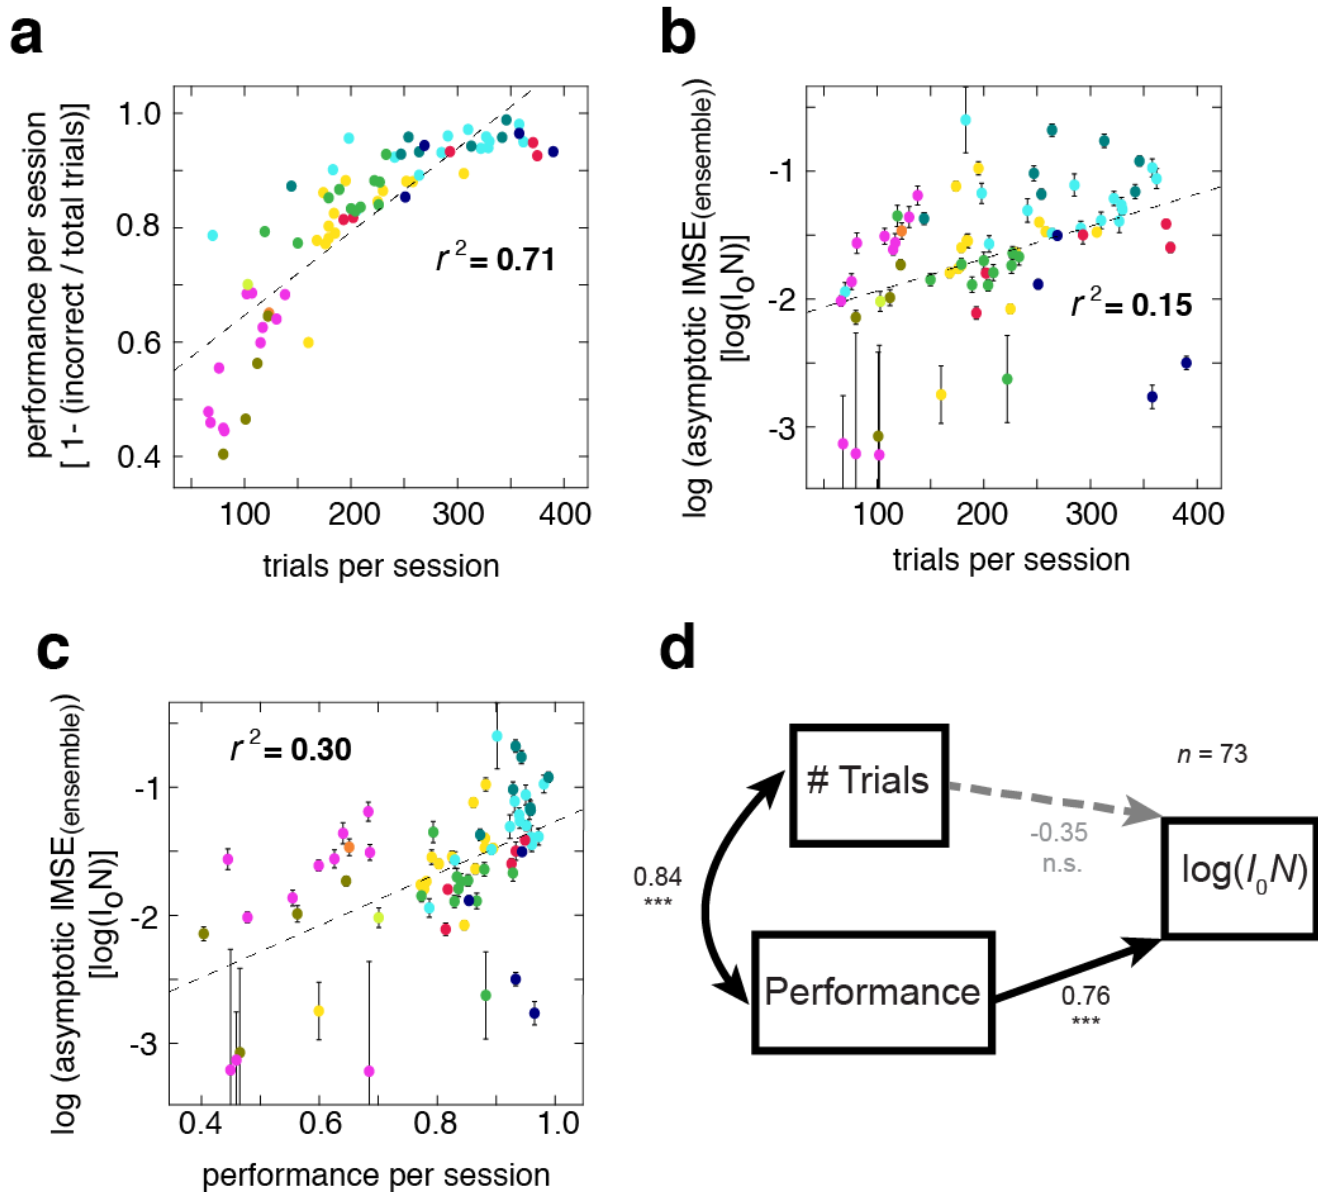 a
performance per session
[ 1- (incorrect / total trials)]
1.0
0.8
0.6
0.4
r² = 0.71
100 200 300 400
trials per session
b
log (asymptotic IMSE(ensemble))
[log(I₀N)]
-1
-2
-3
r² = 0.15
100 200 300 400
trials per session
c
log (asymptotic IMSE(ensemble))
[log(I₀N)]
-1
-2
-3
r² = 0.30
0.4 0.6 0.8 1.0
performance per session
d
# Trials
n = 73
-0.35
n.s.
log(I₀N)
0.84
***
Performance
0.76
***